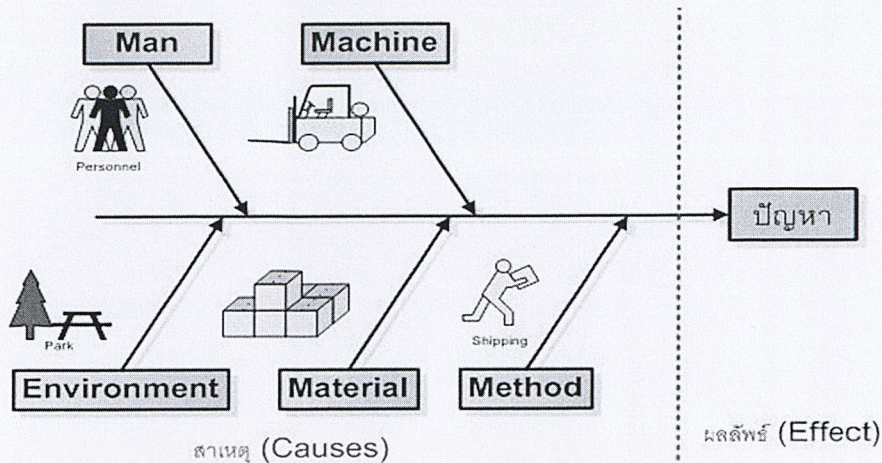 Man
Machine
Personnel
ปัญหา
Park
Shipping
Environment
Material
Method
สาเหตุ (Causes)
ผลลัพธ์ (Effect)